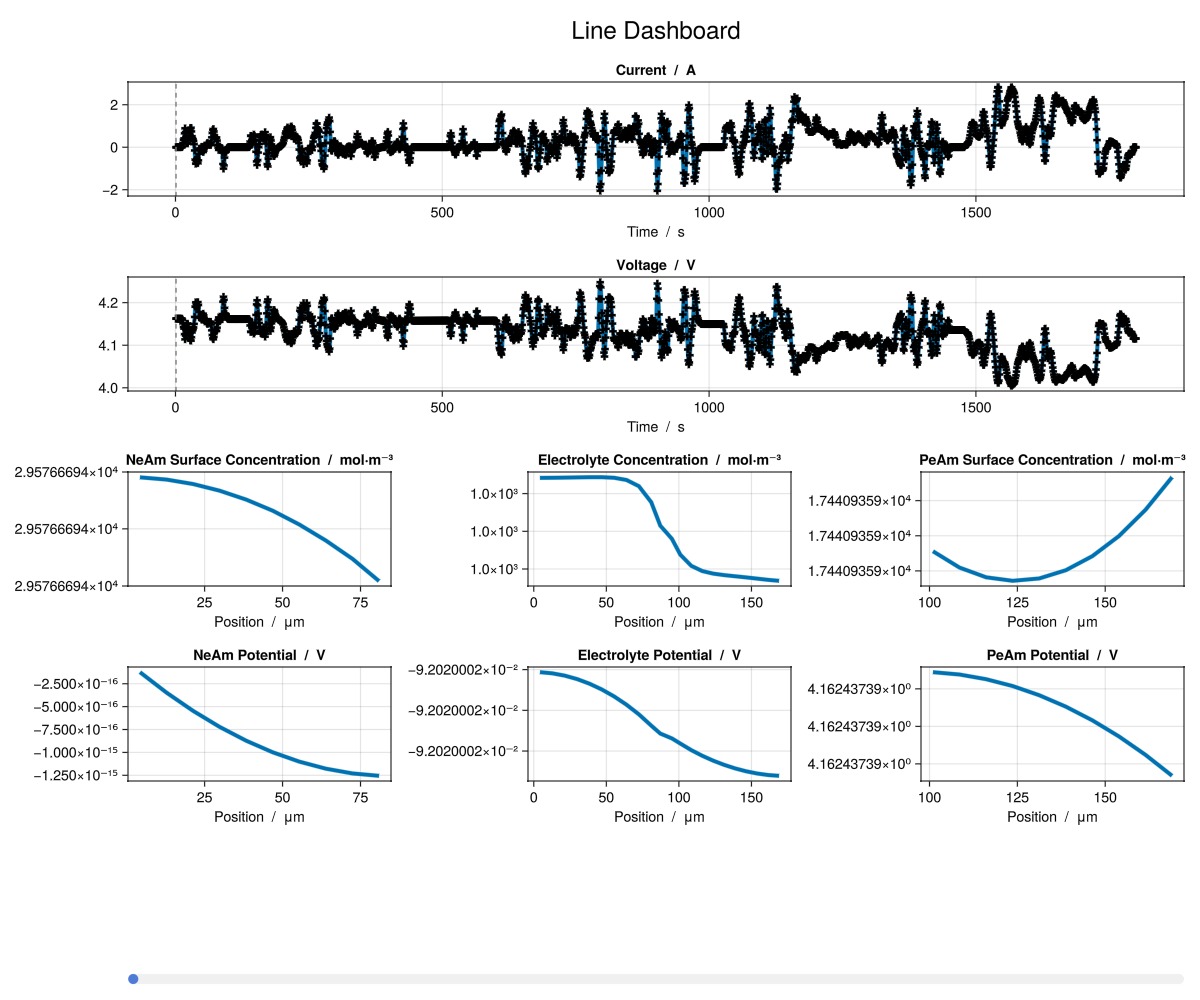 Line Dashboard
Current / A
2
0
−2
0 500 1000 1500
Time / s
Voltage / V
4.2
4.1
4.0
0 500 1000 1500
Time / s
NeAm Surface Concentration / mol·m⁻³
2.95766694×10⁴
2.95766694×10⁴
2.95766694×10⁴
25 50 75
Position / μm
Electrolyte Concentration / mol·m⁻³
1.0×10³
1.0×10³
1.0×10³
0 50 100 150
Position / μm
PeAm Surface Concentration / mol·m⁻³
1.74409359×10⁴
1.74409359×10⁴
1.74409359×10⁴
100 125 150
Position / μm
NeAm Potential / V
−2.500×10⁻¹⁶
−5.000×10⁻¹⁶
−7.500×10⁻¹⁶
−1.000×10⁻¹⁵
−1.250×10⁻¹⁵
25 50 75
Position / μm
Electrolyte Potential / V
−9.2020002×10⁻²
−9.2020002×10⁻²
−9.2020002×10⁻²
0 50 100 150
Position / μm
PeAm Potential / V
4.16243739×10⁰
4.16243739×10⁰
4.16243739×10⁰
100 125 150
Position / μm